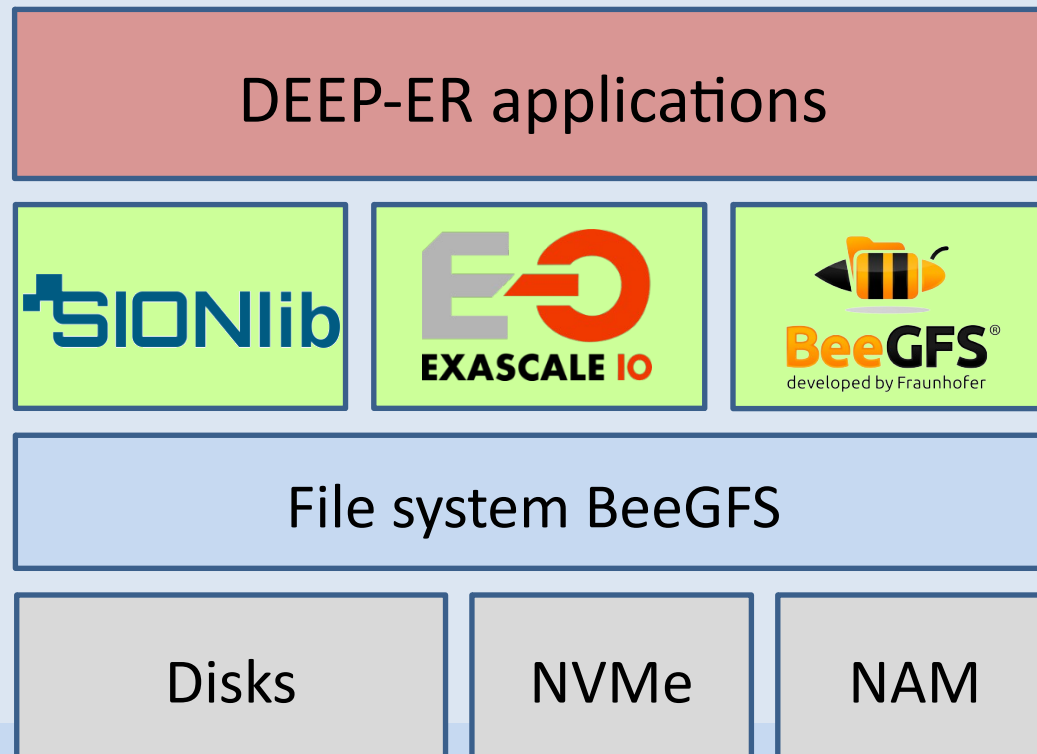 DEEP-ER applications
SIONlib
EXASCALE IO
BeeGFS®
developed by Fraunhofer
File system BeeGFS
Disks
NVMe
NAM